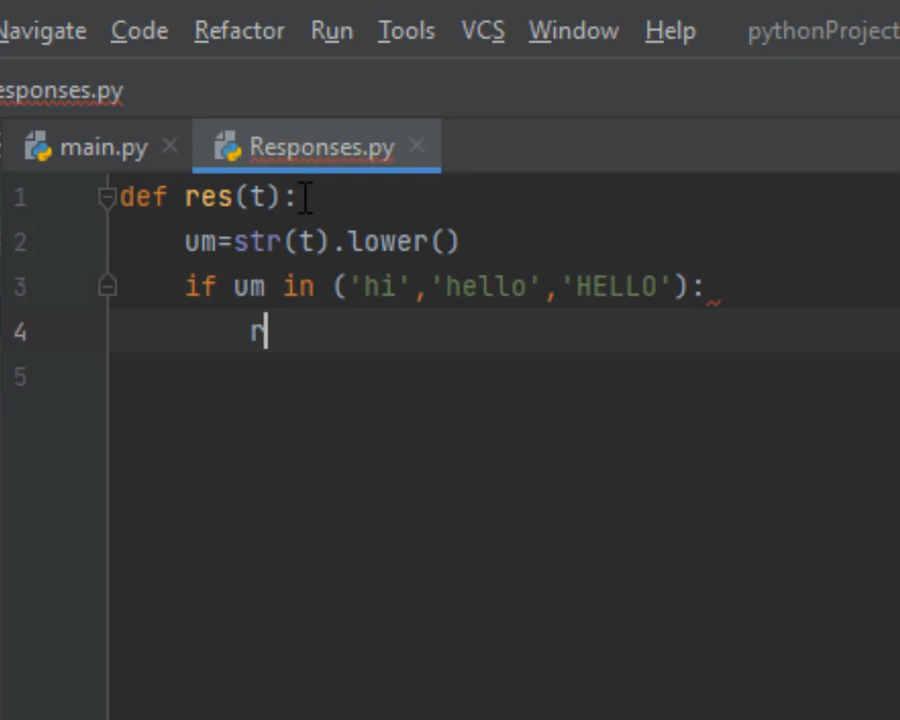 Navigate Code Refactor Run Tools VCS Window Help pythonProject
esponses.py
main.py Responses.py
1 def res(t):
2 um=str(t).lower()
3 if um in ('hi','hello','HELLO'):
4 r
5